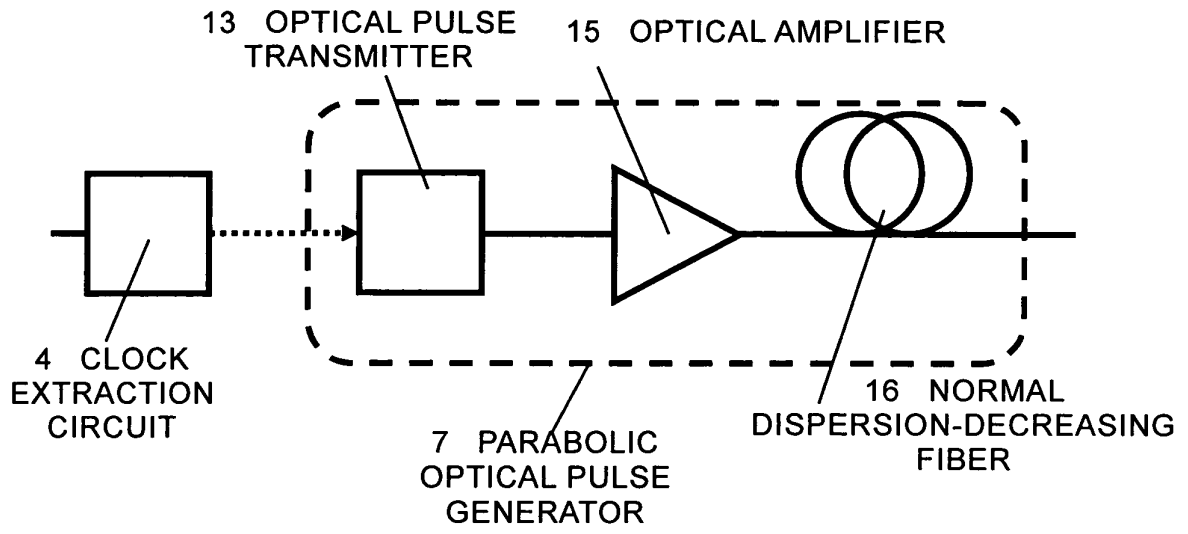 13 OPTICAL PULSE
TRANSMITTER
15 OPTICAL AMPLIFIER
4 CLOCK
EXTRACTION
CIRCUIT
7 PARABOLIC
OPTICAL PULSE
GENERATOR
16 NORMAL
DISPERSION-DECREASING
FIBER